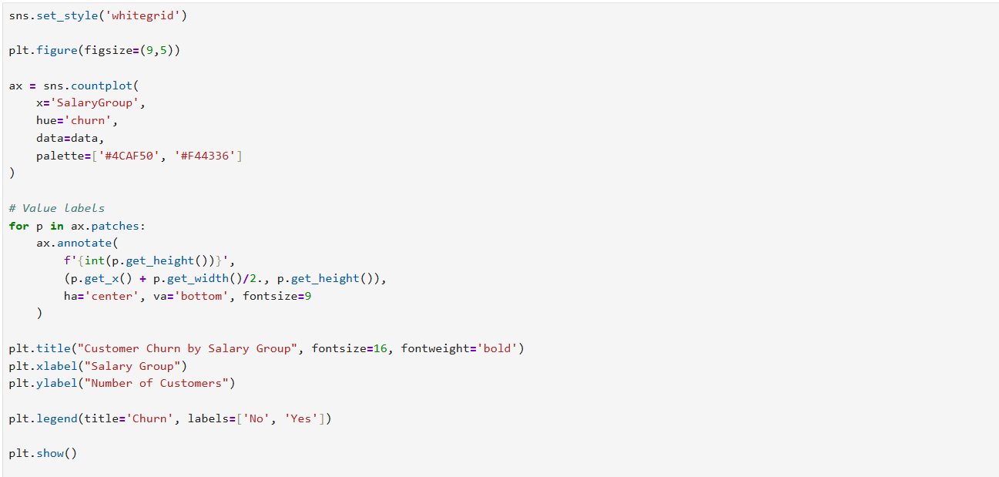 sns.set_style('whitegrid')
plt.figure(figsize=(9,5))
ax = sns.countplot(
    x='SalaryGroup',
    hue='churn',
    data=data,
    palette=['#4CAF50', '#F44336']
)
# Value labels
for p in ax.patches:
    ax.annotate(
        f'{int(p.get_height())}',
        (p.get_x() + p.get_width()/2., p.get_height()),
        ha='center', va='bottom', fontsize=9
    )
plt.title("Customer Churn by Salary Group", fontsize=16, fontweight='bold')
plt.xlabel("Salary Group")
plt.ylabel("Number of Customers")
plt.legend(title='Churn', labels=['No', 'Yes'])
plt.show()